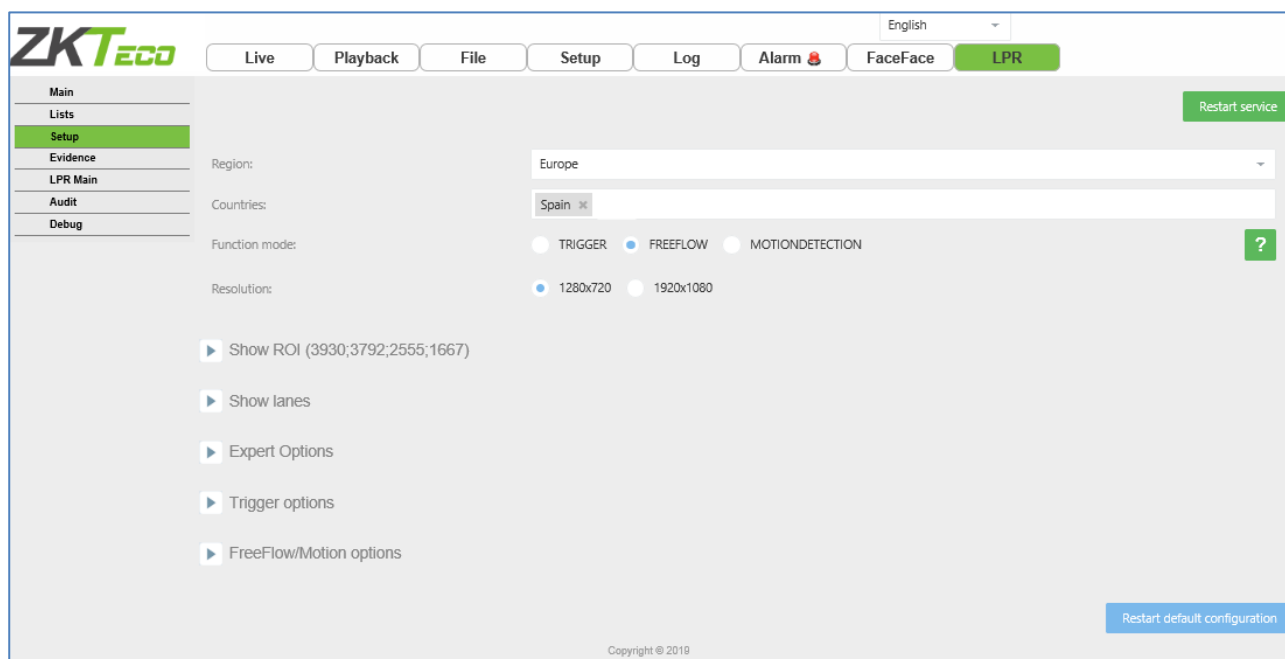 English
ZKTECO
Live Playback File Setup Log Alarm FaceFace LPR
Main
Lists
Setup
Evidence
LPR Main
Audit
Debug
Restart service
Region: Europe
Countries: Spain ×
Function mode: TRIGGER FREEFLOW MOTIONDETECTION ?
Resolution: 1280x720 1920x1080
Show ROI (3930;3792;2555;1667)
Show lanes
Expert Options
Trigger options
FreeFlow/Motion options
Restart default configuration
Copyright © 2019